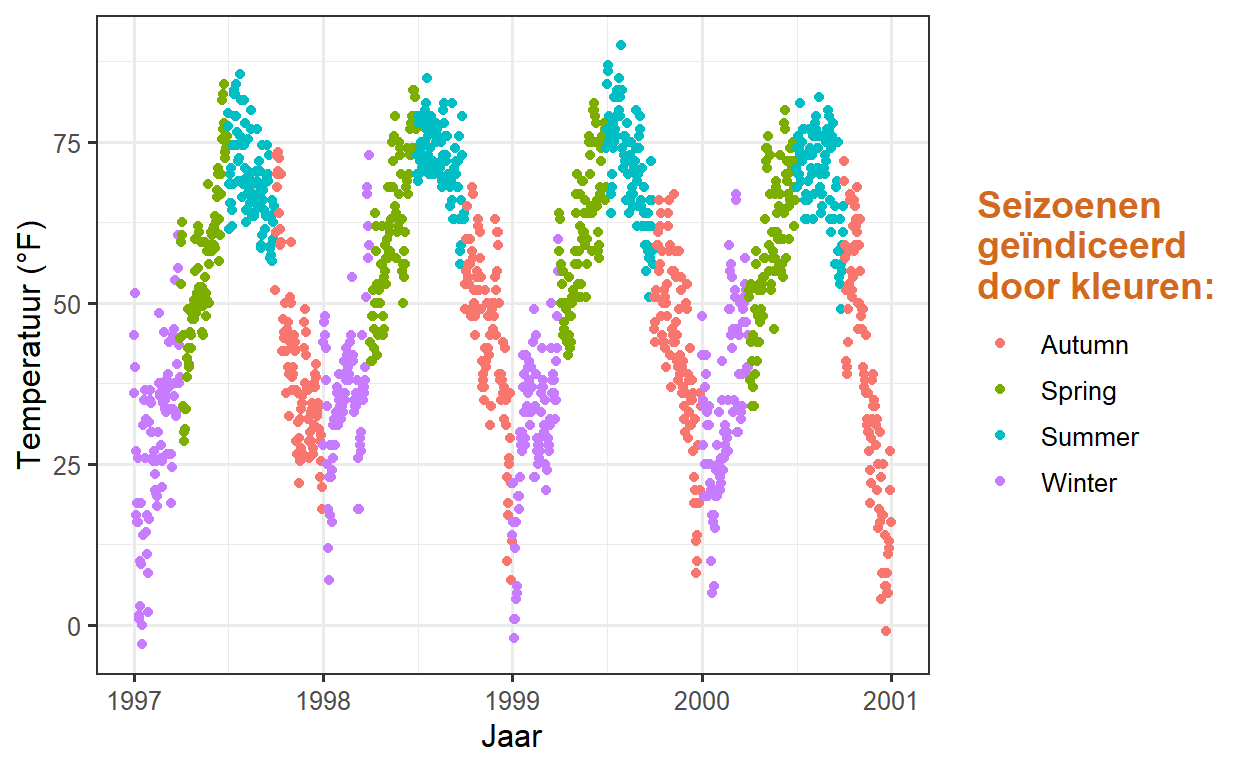 Temperatuur (°F)
75
50
25
0
1997 1998 1999 2000 2001
Jaar
Seizoenen
geïndiceerd
door kleuren:
Autumn
Spring
Summer
Winter